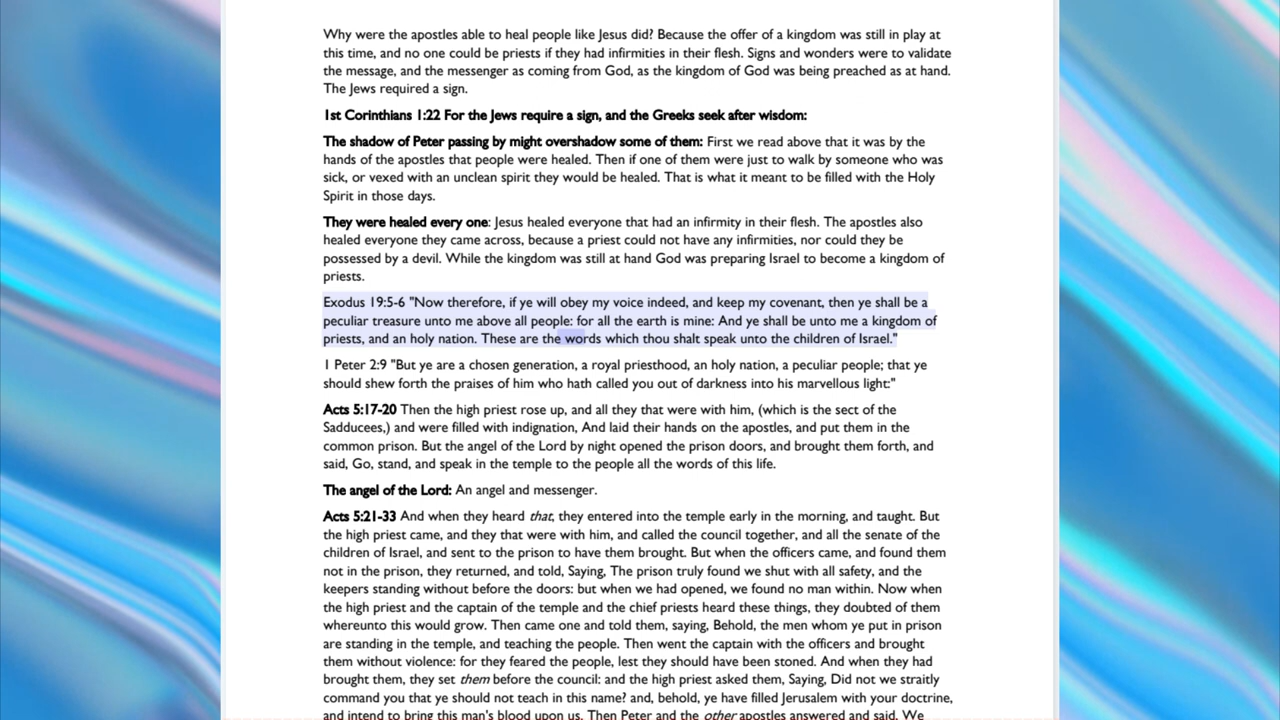 Why were the apostles able to heal people like Jesus did? Because the offer of a kingdom was still in play at
this time, and no one could be priests if they had infirmities in their flesh. Signs and wonders were to validate
the message, and the messenger as coming from God, as the kingdom of God was being preached as at hand.
The Jews required a sign.
1st Corinthians 1:22 For the Jews require a sign, and the Greeks seek after wisdom:
The shadow of Peter passing by might overshadow some of them: First we read above that it was by the
hands of the apostles that people were healed. Then if one of them were just to walk by someone who was
sick, or vexed with an unclean spirit they would be healed. That is what it meant to be filled with the Holy
Spirit in those days.
They were healed every one: Jesus healed everyone that had an infirmity in their flesh. The apostles also
healed everyone they came across, because a priest could not have any infirmities, nor could they be
possessed by a devil. While the kingdom was still at hand God was preparing Israel to become a kingdom of
priests.
Exodus 19:5-6 "Now therefore, if ye will obey my voice indeed, and keep my covenant, then ye shall be a
peculiar treasure unto me above all people: for all the earth is mine: And ye shall be unto me a kingdom of
priests, and an holy nation. These are the words which thou shalt speak unto the children of Israel."
1 Peter 2:9 "But ye are a chosen generation, a royal priesthood, an holy nation, a peculiar people; that ye
should shew forth the praises of him who hath called you out of darkness into his marvellous light:"
Acts 5:17-20 Then the high priest rose up, and all they that were with him, (which is the sect of the
Sadducees,) and were filled with indignation, And laid their hands on the apostles, and put them in the
common prison. But the angel of the Lord by night opened the prison doors, and brought them forth, and
said, Go, stand, and speak in the temple to the people all the words of this life.
The angel of the Lord: An angel and messenger.
Acts 5:21-33 And when they heard that, they entered into the temple early in the morning, and taught. But
the high priest came, and they that were with him, and called the council together, and all the senate of the
children of Israel, and sent to the prison to have them brought. But when the officers came, and found them
not in the prison, they returned, and told, Saying, The prison truly found we shut with all safety, and the
keepers standing without before the doors: but when we had opened, we found no man within. Now when
the high priest and the captain of the temple and the chief priests heard these things, they doubted of them
whereunto this would grow. Then came one and told them, saying, Behold, the men whom ye put in prison
are standing in the temple, and teaching the people. Then went the captain with the officers and brought
them without violence: for they feared the people, lest they should have been stoned. And when they had
brought them, they set them before the council: and the high priest asked them, Saying, Did not we straitly
command you that ye should not teach in this name? and, behold, ye have filled Jerusalem with your doctrine,
and intend to bring this man's blood upon us. Then Peter and the other apostles answered and said, We